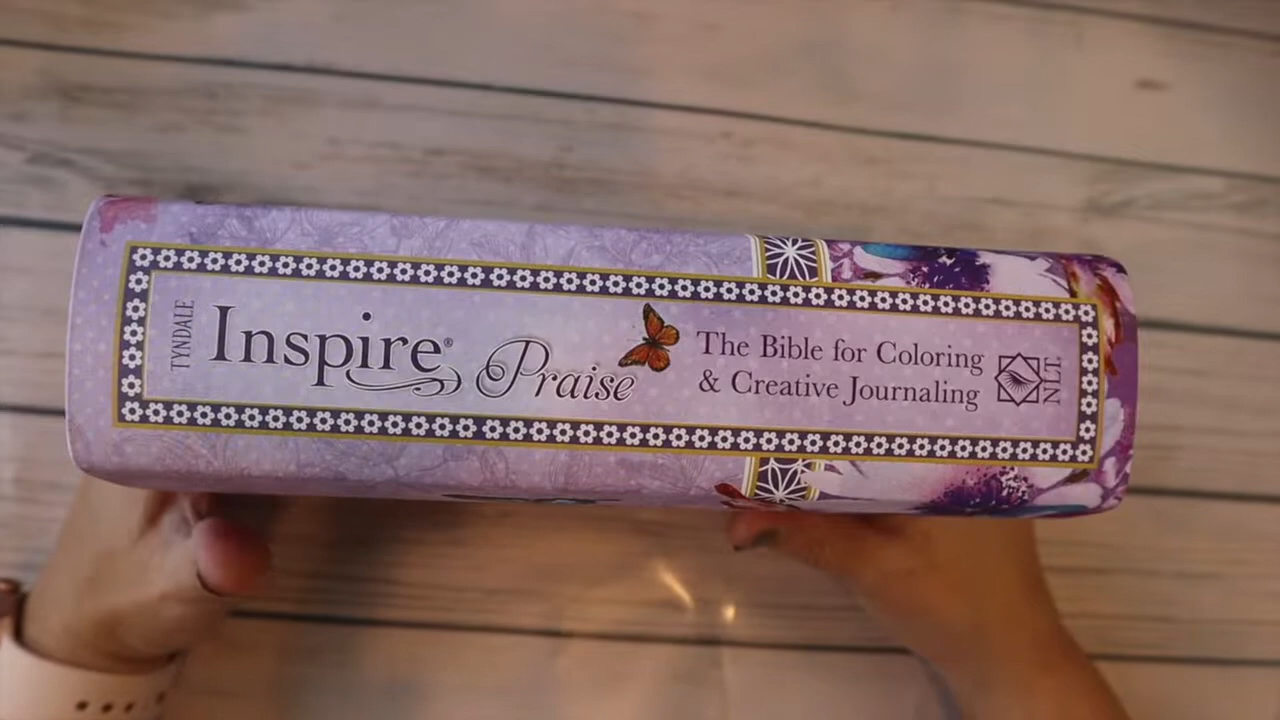 TYNDALE
Inspire® Praise
The Bible for Coloring
& Creative Journaling
NLT